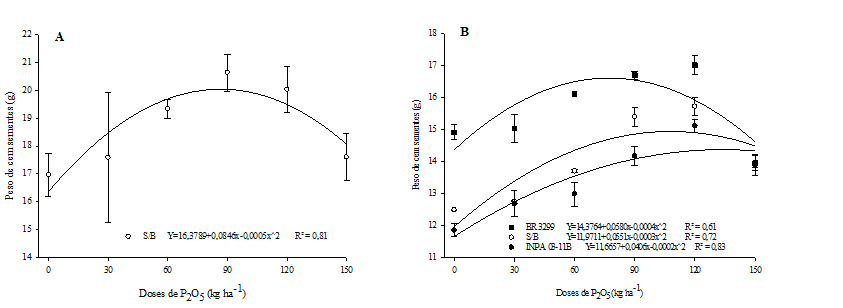 A
Peso de cem sementes (g)
22
21
20
19
18
17
16
15
14
0 30 60 90 120 150
S/B Y=16,3789+0,0846x-0,0005x^2 R² = 0,81
Doses de P2O5 (kg ha-1)
B
Peso de cem sementes (g)
18
17
16
15
14
13
12
11
0 30 60 90 120 150
BR 3299 Y=14,3764+0,0580x-0,0004x^2 R² = 0,61
S/B Y=11,9711+0,0551x-0,0003x^2 R² = 0,72
INPA 03-11B Y=11,6657+0,0406x-0,0002x^2 R² = 0,83
Doses de P2O5 (kg ha-1)